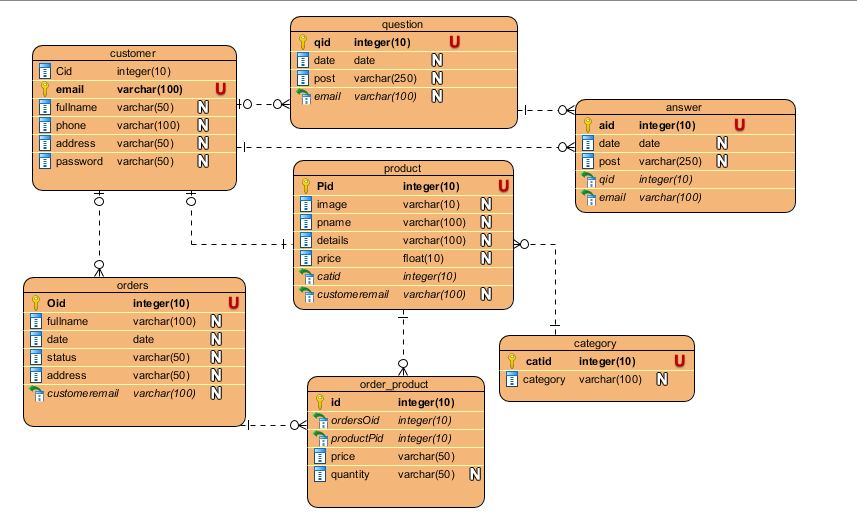 customer
Cid integer(10)
email varchar(100) U
fullname varchar(50) N
phone varchar(100) N
address varchar(50) N
password varchar(50) N
question
qid integer(10) U
date date N
post varchar(250) N
email varchar(100) N
answer
aid integer(10) U
date date N
post varchar(250) N
qid integer(10)
email varchar(100)
product
Pid integer(10) U
image varchar(10) N
pname varchar(100) N
details varchar(100) N
price float(10) N
catid integer(10)
customeremail varchar(100) N
orders
Oid integer(10) U
fullname varchar(100) N
date date N
status varchar(50) N
address varchar(50) N
customeremail varchar(100) N
category
catid integer(10) U
category varchar(100) N
order_product
id integer(10)
ordersOid integer(10)
productPid integer(10)
price varchar(50)
quantity varchar(50) N